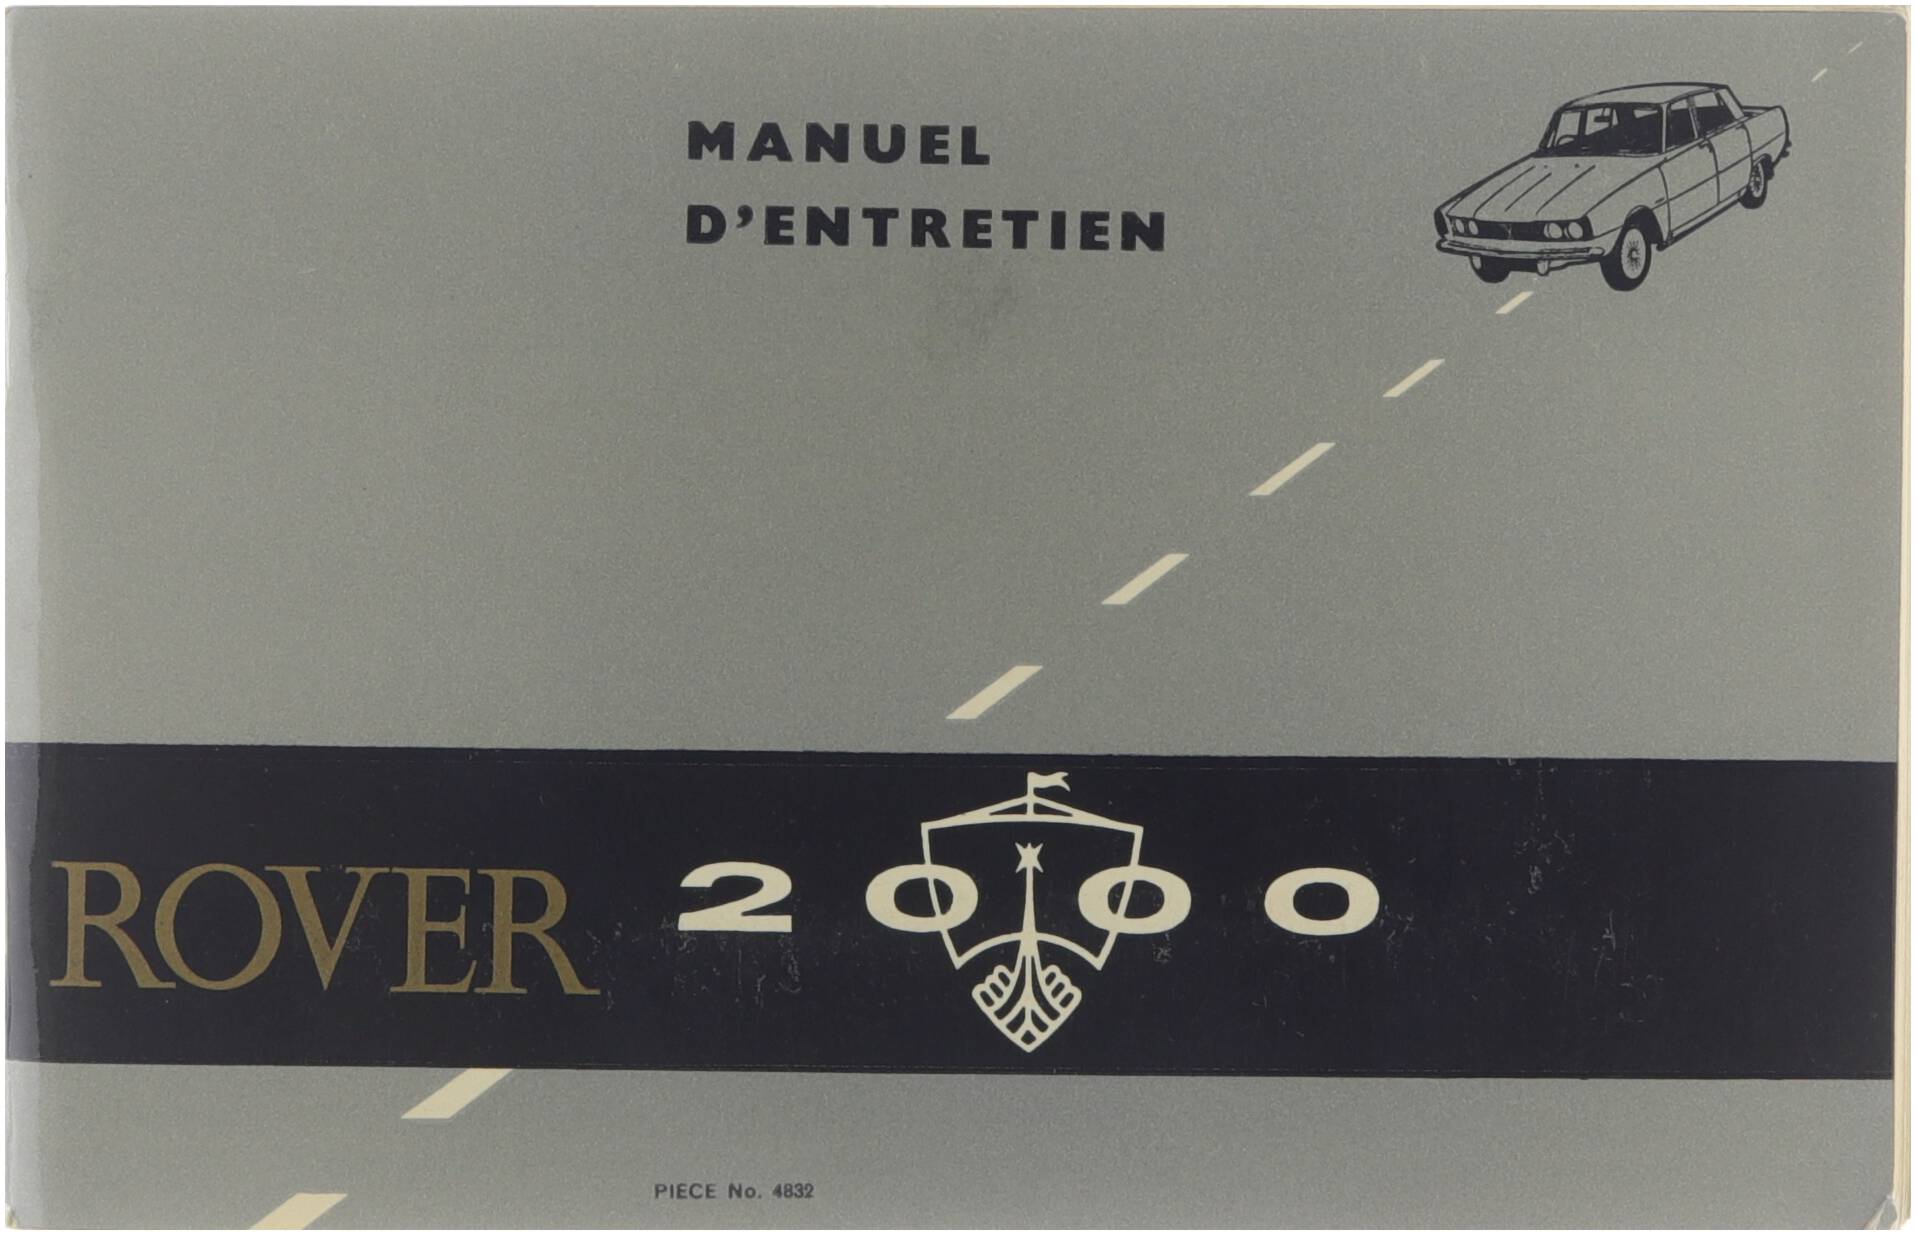 MANUEL
D'ENTRETIEN
ROVER 2000
PIECE No. 4832